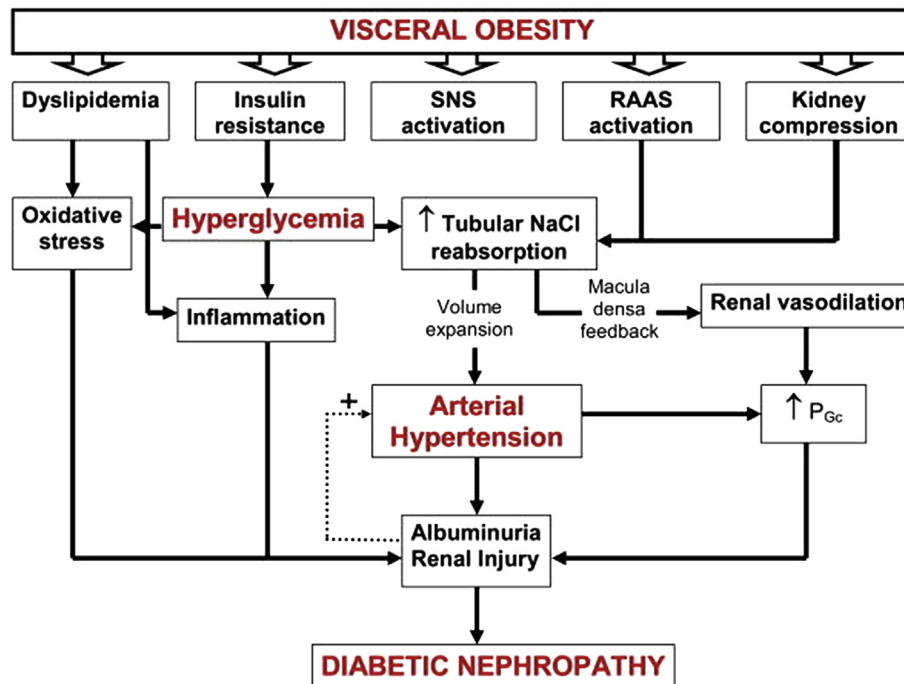 VISCERAL OBESITY
Dyslipidemia
Insulin
resistance
SNS
activation
RAAS
activation
Kidney
compression
Oxidative
stress
Hyperglycemia
↑ Tubular NaCl
reabsorption
Inflammation
Volume
expansion
Macula
densa
feedback
Renal vasodilation
+
Arterial
Hypertension
↑ PGc
Albuminuria
Renal Injury
DIABETIC NEPHROPATHY